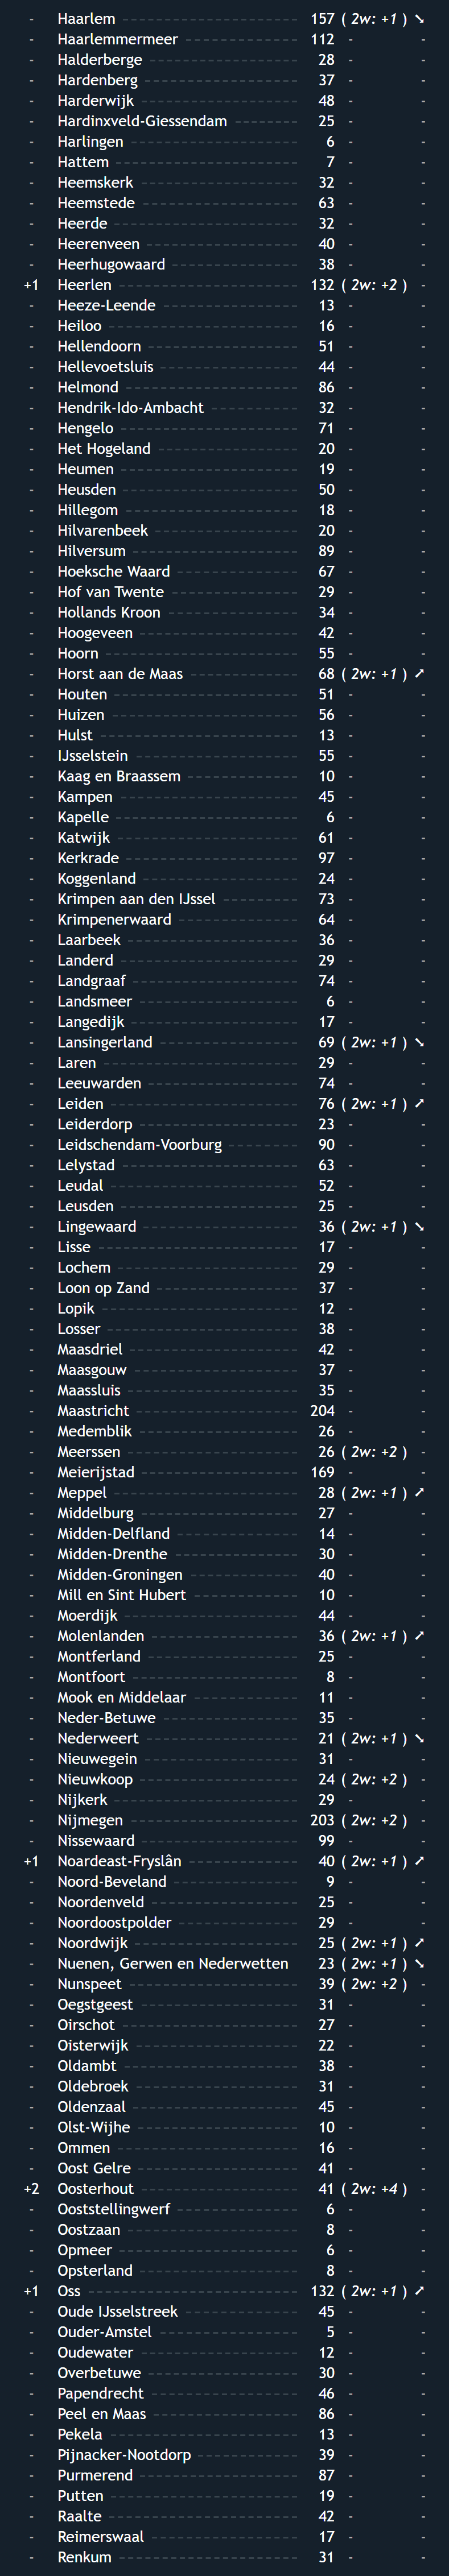 - Haarlem 157 ( 2w: +1 ) ➘
- Haarlemmermeer 112 - -
- Halderberge 28 - -
- Hardenberg 37 - -
- Harderwijk 48 - -
- Hardinxveld-Giessendam 25 - -
- Harlingen 6 - -
- Hattem 7 - -
- Heemskerk 32 - -
- Heemstede 63 - -
- Heerde 32 - -
- Heerenveen 40 - -
- Heerhugowaard 38 - -
+1 Heerlen 132 ( 2w: +2 ) -
- Heeze-Leende 13 - -
- Heiloo 16 - -
- Hellendoorn 51 - -
- Hellevoetsluis 44 - -
- Helmond 86 - -
- Hendrik-Ido-Ambacht 32 - -
- Hengelo 71 - -
- Het Hogeland 20 - -
- Heumen 19 - -
- Heusden 50 - -
- Hillegom 18 - -
- Hilvarenbeek 20 - -
- Hilversum 89 - -
- Hoeksche Waard 67 - -
- Hof van Twente 29 - -
- Hollands Kroon 34 - -
- Hoogeveen 42 - -
- Hoorn 55 - -
- Horst aan de Maas 68 ( 2w: +1 ) ➚
- Houten 51 - -
- Huizen 56 - -
- Hulst 13 - -
- IJsselstein 55 - -
- Kaag en Braassem 10 - -
- Kampen 45 - -
- Kapelle 6 - -
- Katwijk 61 - -
- Kerkrade 97 - -
- Koggenland 24 - -
- Krimpen aan den IJssel 73 - -
- Krimpenerwaard 64 - -
- Laarbeek 36 - -
- Landerd 29 - -
- Landgraaf 74 - -
- Landsmeer 6 - -
- Langedijk 17 - -
- Lansingerland 69 ( 2w: +1 ) ➘
- Laren 29 - -
- Leeuwarden 74 - -
- Leiden 76 ( 2w: +1 ) ➚
- Leiderdorp 23 - -
- Leidschendam-Voorburg 90 - -
- Lelystad 63 - -
- Leudal 52 - -
- Leusden 25 - -
- Lingewaard 36 ( 2w: +1 ) ➘
- Lisse 17 - -
- Lochem 29 - -
- Loon op Zand 37 - -
- Lopik 12 - -
- Losser 38 - -
- Maasdriel 42 - -
- Maasgouw 37 - -
- Maassluis 35 - -
- Maastricht 204 - -
- Medemblik 26 - -
- Meerssen 26 ( 2w: +2 ) -
- Meierijstad 169 - -
- Meppel 28 ( 2w: +1 ) ➚
- Middelburg 27 - -
- Midden-Delfland 14 - -
- Midden-Drenthe 30 - -
- Midden-Groningen 40 - -
- Mill en Sint Hubert 10 - -
- Moerdijk 44 - -
- Molenlanden 36 ( 2w: +1 ) ➚
- Montferland 25 - -
- Montfoort 8 - -
- Mook en Middelaar 11 - -
- Neder-Betuwe 35 - -
- Nederweert 21 ( 2w: +1 ) ➘
- Nieuwegein 31 - -
- Nieuwkoop 24 ( 2w: +2 ) -
- Nijkerk 29 - -
- Nijmegen 203 ( 2w: +2 ) -
- Nissewaard 99 - -
+1 Noardeast-Fryslân 40 ( 2w: +1 ) ➚
- Noord-Beveland 9 - -
- Noordenveld 25 - -
- Noordoostpolder 29 - -
- Noordwijk 25 ( 2w: +1 ) ➚
- Nuenen, Gerwen en Nederwetten 23 ( 2w: +1 ) ➘
- Nunspeet 39 ( 2w: +2 ) -
- Oegstgeest 31 - -
- Oirschot 27 - -
- Oisterwijk 22 - -
- Oldambt 38 - -
- Oldebroek 31 - -
- Oldenzaal 45 - -
- Olst-Wijhe 10 - -
- Ommen 16 - -
- Oost Gelre 41 - -
+2 Oosterhout 41 ( 2w: +4 ) -
- Ooststellingwerf 6 - -
- Oostzaan 8 - -
- Opmeer 6 - -
- Opsterland 8 - -
+1 Oss 132 ( 2w: +1 ) ➚
- Oude IJsselstreek 45 - -
- Ouder-Amstel 5 - -
- Oudewater 12 - -
- Overbetuwe 30 - -
- Papendrecht 46 - -
- Peel en Maas 86 - -
- Pekela 13 - -
- Pijnacker-Nootdorp 39 - -
- Purmerend 87 - -
- Putten 19 - -
- Raalte 42 - -
- Reimerswaal 17 - -
- Renkum 31 - -